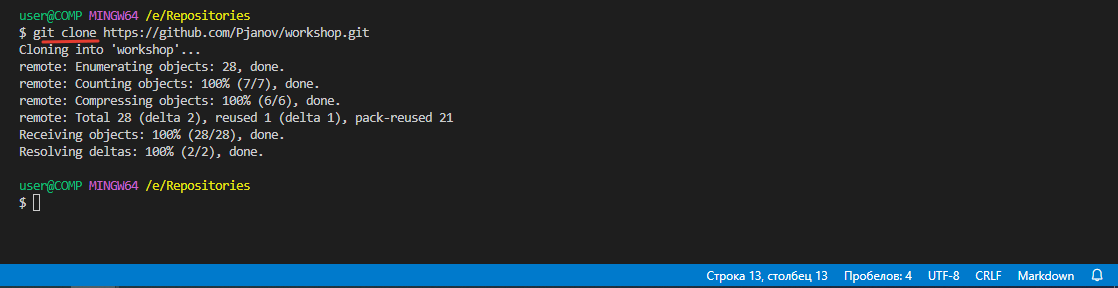 user@COMP MINGW64 /e/Repositories
$ git clone https://github.com/Pjanov/workshop.git
Cloning into 'workshop'...
remote: Enumerating objects: 28, done.
remote: Counting objects: 100% (7/7), done.
remote: Compressing objects: 100% (6/6), done.
remote: Total 28 (delta 2), reused 1 (delta 1), pack-reused 21
Receiving objects: 100% (28/28), done.
Resolving deltas: 100% (2/2), done.
user@COMP MINGW64 /e/Repositories
$
Строка 13, столбец 13 Пробелов: 4 UTF-8 CRLF Markdown